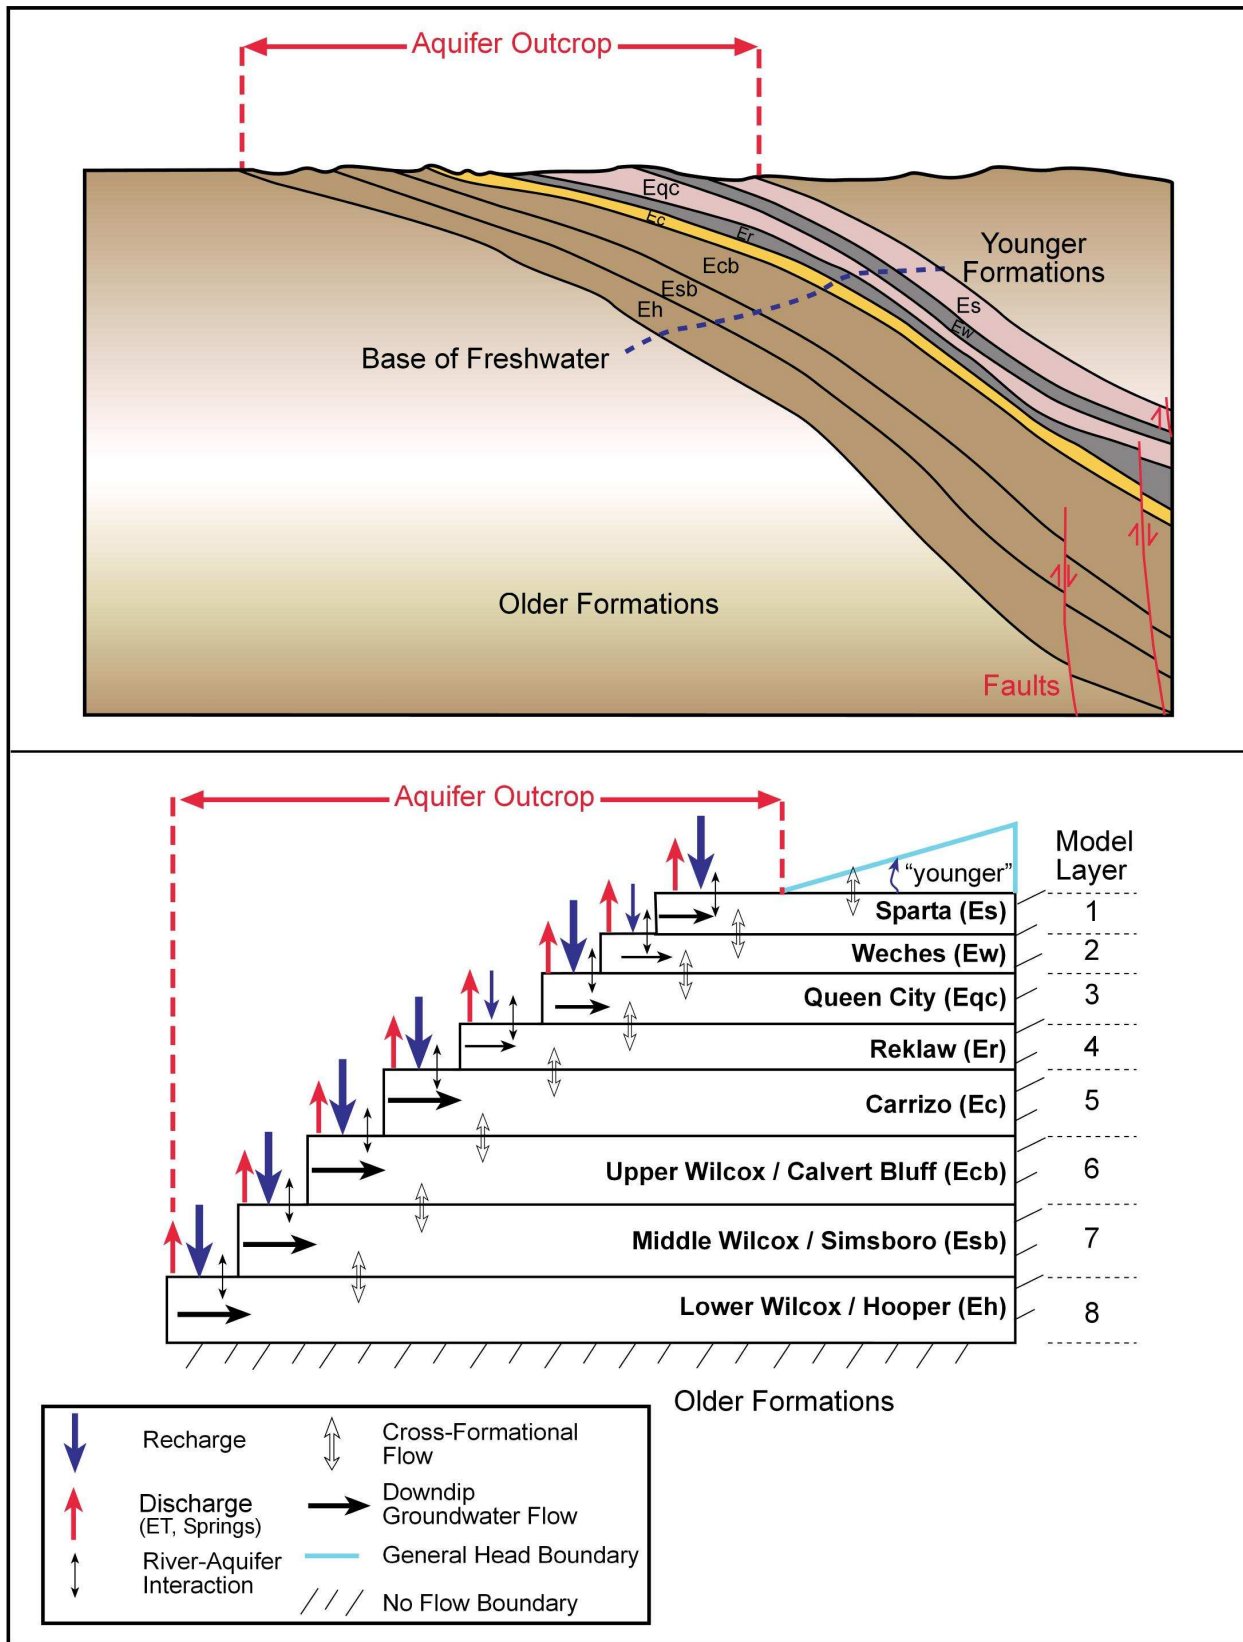 Aquifer Outcrop
Eqc
Ec
Er
Ecb
Esb
Eh
Younger
Formations
Es
Ew
Base of Freshwater
Older Formations
Faults
Aquifer Outcrop
Model
Layer
“younger”
Sparta (Es)
1
Weches (Ew)
2
Queen City (Eqc)
3
Reklaw (Er)
4
Carrizo (Ec)
5
Upper Wilcox / Calvert Bluff (Ecb)
6
Middle Wilcox / Simsboro (Esb)
7
Lower Wilcox / Hooper (Eh)
8
Older Formations
Recharge
Discharge
(ET, Springs)
River-Aquifer
Interaction
Cross-Formational
Flow
Downdip
Groundwater Flow
General Head Boundary
No Flow Boundary